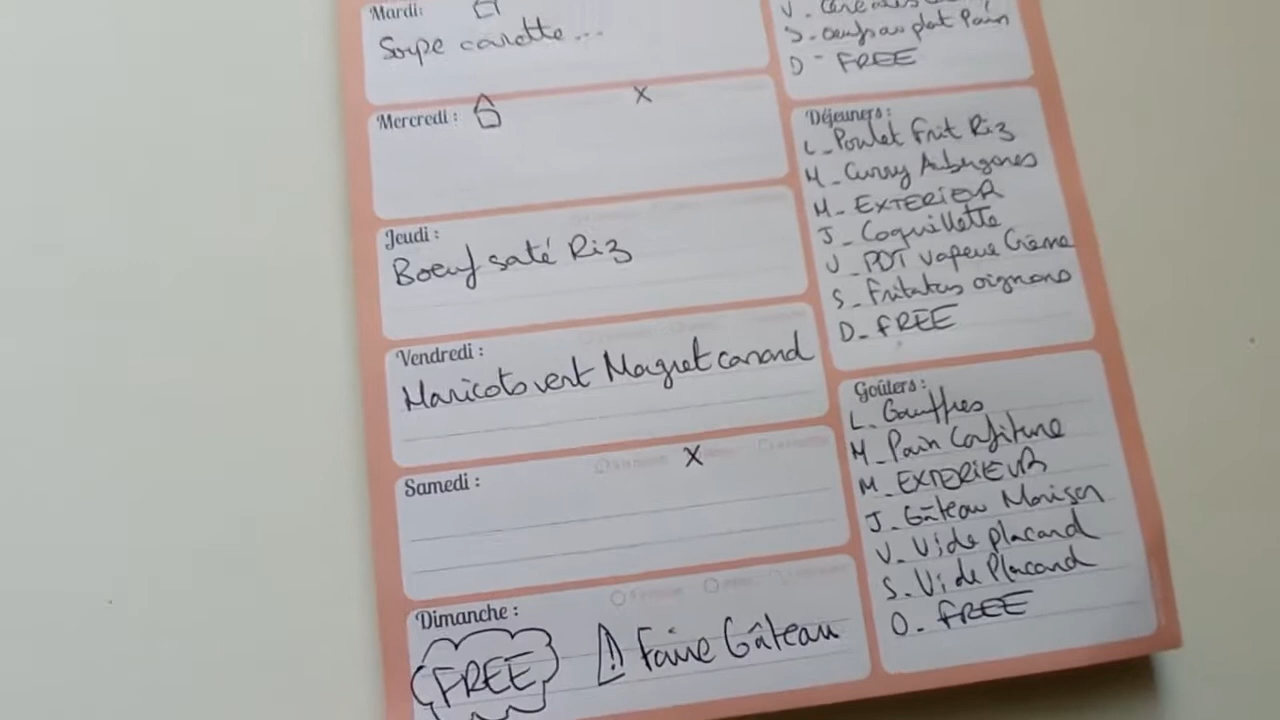 Mardi:
Soupe carotte...
Mercredi :
X
Jeudi :
Boeuf saté Riz
Vendredi :
Haricots vert Magret canard
Samedi :
X
Dimanche :
FREE
Faire Gâteau
V. Céréales
S. oeufs au plat Pain
D - FREE
Déjeuners:
L - Poulet Frit Riz
M - Curry Aubergines
M - EXTERIEUR
J - Coquillette
V - PDT vapeur Crème
S - Fritatas oignons
D - FREE
Goûters :
L. Gauffres
M - Pain Confiture
M. EXTERIEUR
J. Gâteau Maison
V. Vide placard
S. Vide Placard
D. FREE